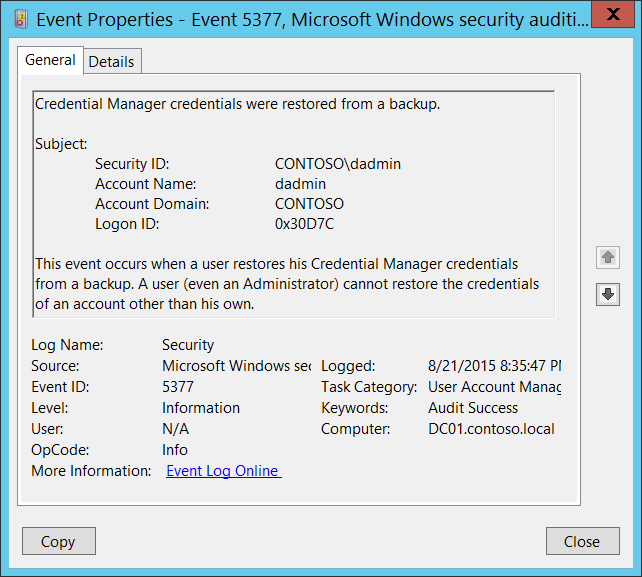 Event Properties - Event 5377, Microsoft Windows security auditi...
X
General
Details
Credential Manager credentials were restored from a backup.
Subject:
Security ID: CONTOSO\dadmin
Account Name: dadmin
Account Domain: CONTOSO
Logon ID: 0x30D7C
This event occurs when a user restores his Credential Manager credentials
from a backup. A user (even an Administrator) cannot restore the credentials
of an account other than his own.
Log Name: Security
Source: Microsoft Windows sec Logged: 8/21/2015 8:35:47 PM
Event ID: 5377 Task Category: User Account Manag
Level: Information Keywords: Audit Success
User: N/A Computer: DC01.contoso.local
OpCode: Info
More Information: Event Log Online
Copy
Close